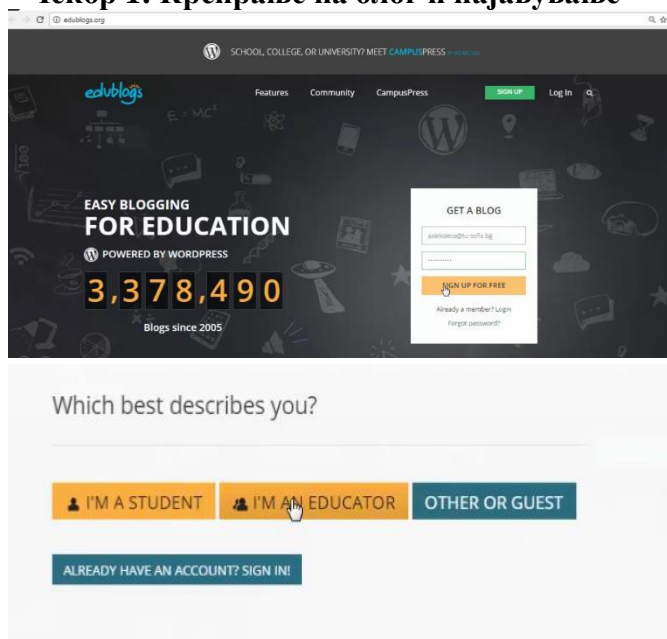 Чекор 1: Креирање на блог и најавување
edublogs.org
SCHOOL, COLLEGE, OR UNIVERSITY? MEET CAMPUSPRESS
edublogs
Features Community CampusPress SIGN UP Log In
E = MC²
√100
EASY BLOGGING
FOR EDUCATION
POWERED BY WORDPRESS
3,378,490
Blogs since 2005
GET A BLOG
SIGN UP FOR FREE
Already a member? Login
Forgot password?
Which best describes you?
I'M A STUDENT I'M AN EDUCATOR OTHER OR GUEST
ALREADY HAVE AN ACCOUNT? SIGN IN!